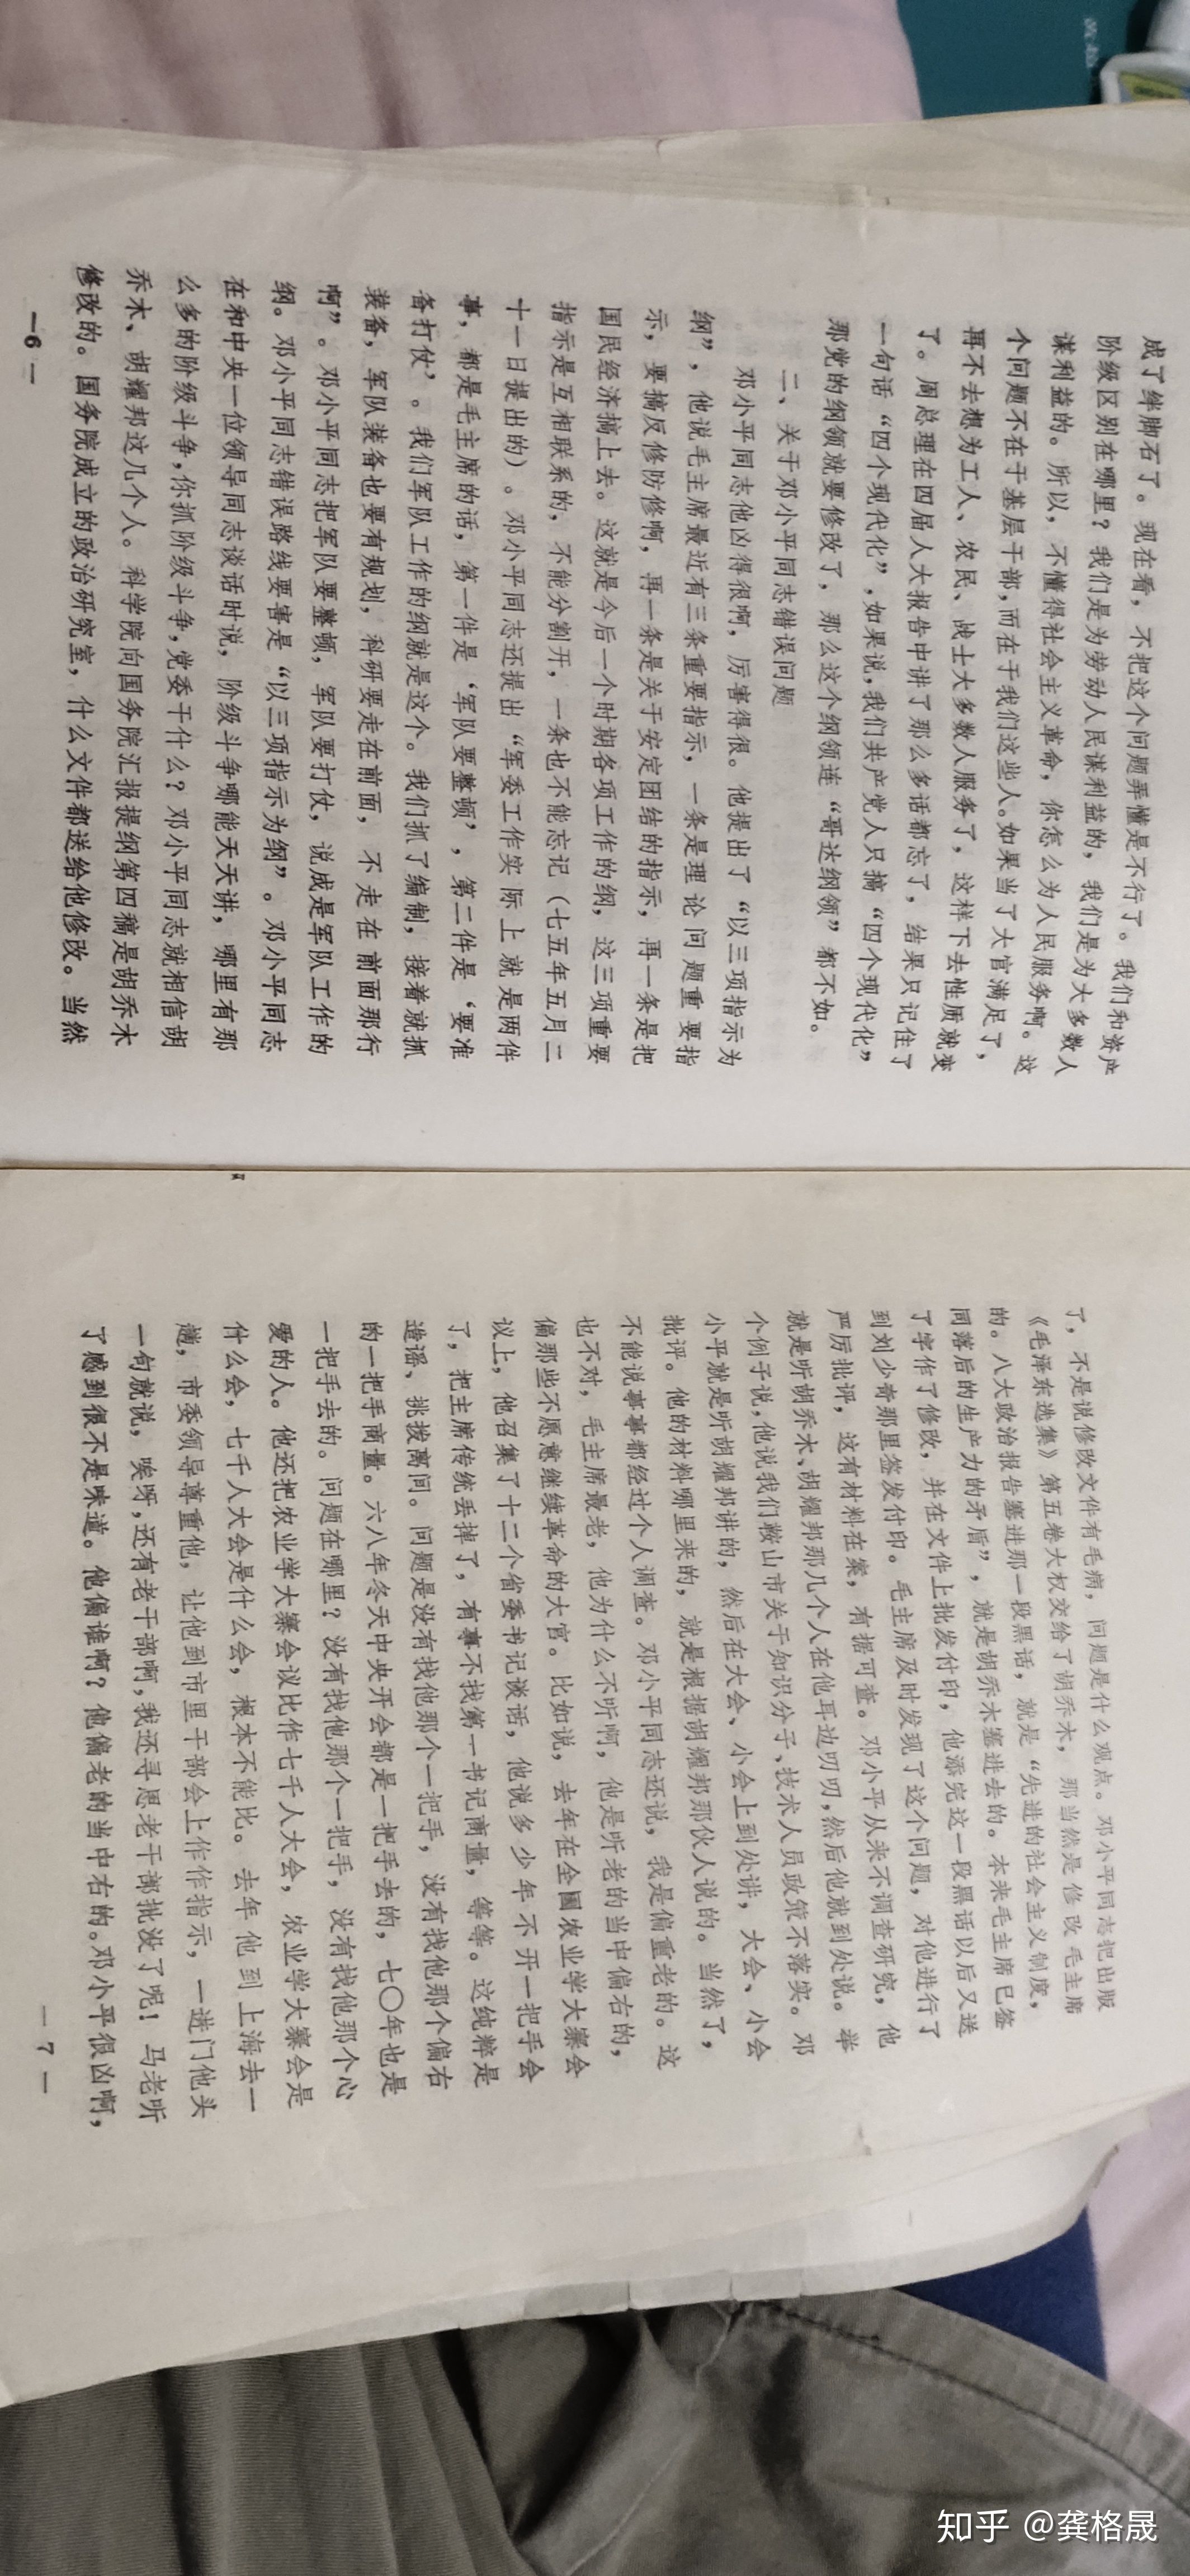 成了绊脚石了。现在看，不把这个问题弄懂是不行了。我们和资产
阶级区别在哪里？我们是为劳动人民谋利益的，我们是为大多数人
谋利益的。所以，不懂得社会主义革命，你怎么为人民服务啊。这
个问题不在于基层干部，而在于我们这些人。如果当了大官满足了，
再不去想为工人、农民、战士大多数人服务了，这样下去性质就变
了。周总理在四届人大报告中讲了那么多话都忘了，结果只记住了
一句话“四个现代化”，如果说，我们共产党人只搞“四个现代化”
那党的纲领就要修改了，那么这个纲领连“哥达纲领”都不如。
二、关于邓小平同志错误问题
邓小平同志他凶得很啊，厉害得很。他提出了“以三项指示为
纲”，他说毛主席最近有三条重要指示，一条是理论问题重要指
示，要搞反修防修啊，再一条是关于安定团结的指示，再一条是把
国民经济搞上去。这就是今后一个时期各项工作的纲，这三项重要
指示是互相联系的，不能分割开，一条也不能忘记（七五年五月二
十一日提出的）。邓小平同志还提出“军委工作实际上就是两件
事，都是毛主席的话，第一件是‘军队要整顿’，第二件是‘要准
备打仗’。我们军队工作的纲就是这个。我们抓了编制，接着就抓
装备，军队装备也要有规划，科研要走在前面，不走在前面那行
啊”。邓小平同志把军队要整顿，军队要打仗，说成是军队工作的
纲。邓小平同志错误路线要害是“以三项指示为纲”。邓小平同志
在和中央一位领导同志谈话时说，阶级斗争哪能天天讲，哪里有那
么多的阶级斗争，你抓阶级斗争，党委干什么？邓小平同志就相信胡
乔木、胡耀邦这几个人。科学院向国务院汇报提纲第四稿是胡乔木
修改的。国务院成立的政治研究室，什么文件都送给他修改。当然
—6—
了，不是说修改文件有毛病，问题是什么观点。邓小平同志把出版
《毛泽东选集》第五卷大权交给了胡乔木，那当然是修改毛主席
的。八大政治报告塞进那一段黑话，就是“先进的社会主义制度，
同落后的生产力的矛盾”，就是胡乔木塞进去的。本来毛主席已签
了字作了修改，并在文件上批发付印，他添完这一段黑话以后又送
到刘少奇那里签发付印。毛主席及时发现了这个问题，对他进行了
严厉批评，这有材料在案，有据可查。邓小平从来不调查研究，他
就是听胡乔木、胡耀邦那几个人在他耳边叨叨，然后他就到处说。举
个例子说，他说我们鞍山市关于知识分子、技术人员政策不落实。邓
小平就是听胡耀邦讲的，然后在大会、小会上到处讲，大会、小会
批评。他的材料哪里来的，就是根据胡耀邦那伙人说的。当然了，
不能说事事都经过个人调查。邓小平同志还说，我是偏重老的。这
也不对，毛主席最老，他为什么不听啊，他是听老的当中偏右的，
偏那些不愿意继续革命的大官。比如说，去年在全国农业学大寨会
议上，他召集了十二个省委书记谈话，他说多少年不开一把手会
了，把主席传统丢掉了，有事不找第一书记商量，等等。这纯粹是
造谣、挑拨离间。问题是没有找他那个一把手，没有找他那个偏右
的一把手商量。六八年冬天中央开会都是一把手去的，七〇年也是
一把手去的。问题在哪里？没有找他那个一把手，没有找他那个心
爱的人。他还把农业学大寨会议比作七千人大会，农业学大寨会是
什么会，七千人大会是什么会，根本不能比。去年他到上海去一
趟，市委领导尊重他，让他到市里干部会上作作指示，一进门他头
一句就说，唉呀，还有老干部啊，我还寻思老干部批没了呢！马老听
了感到很不是味道。他偏谁啊？他偏老的当中右的。邓小平很凶啊，
—7—
知乎 @龚格晟